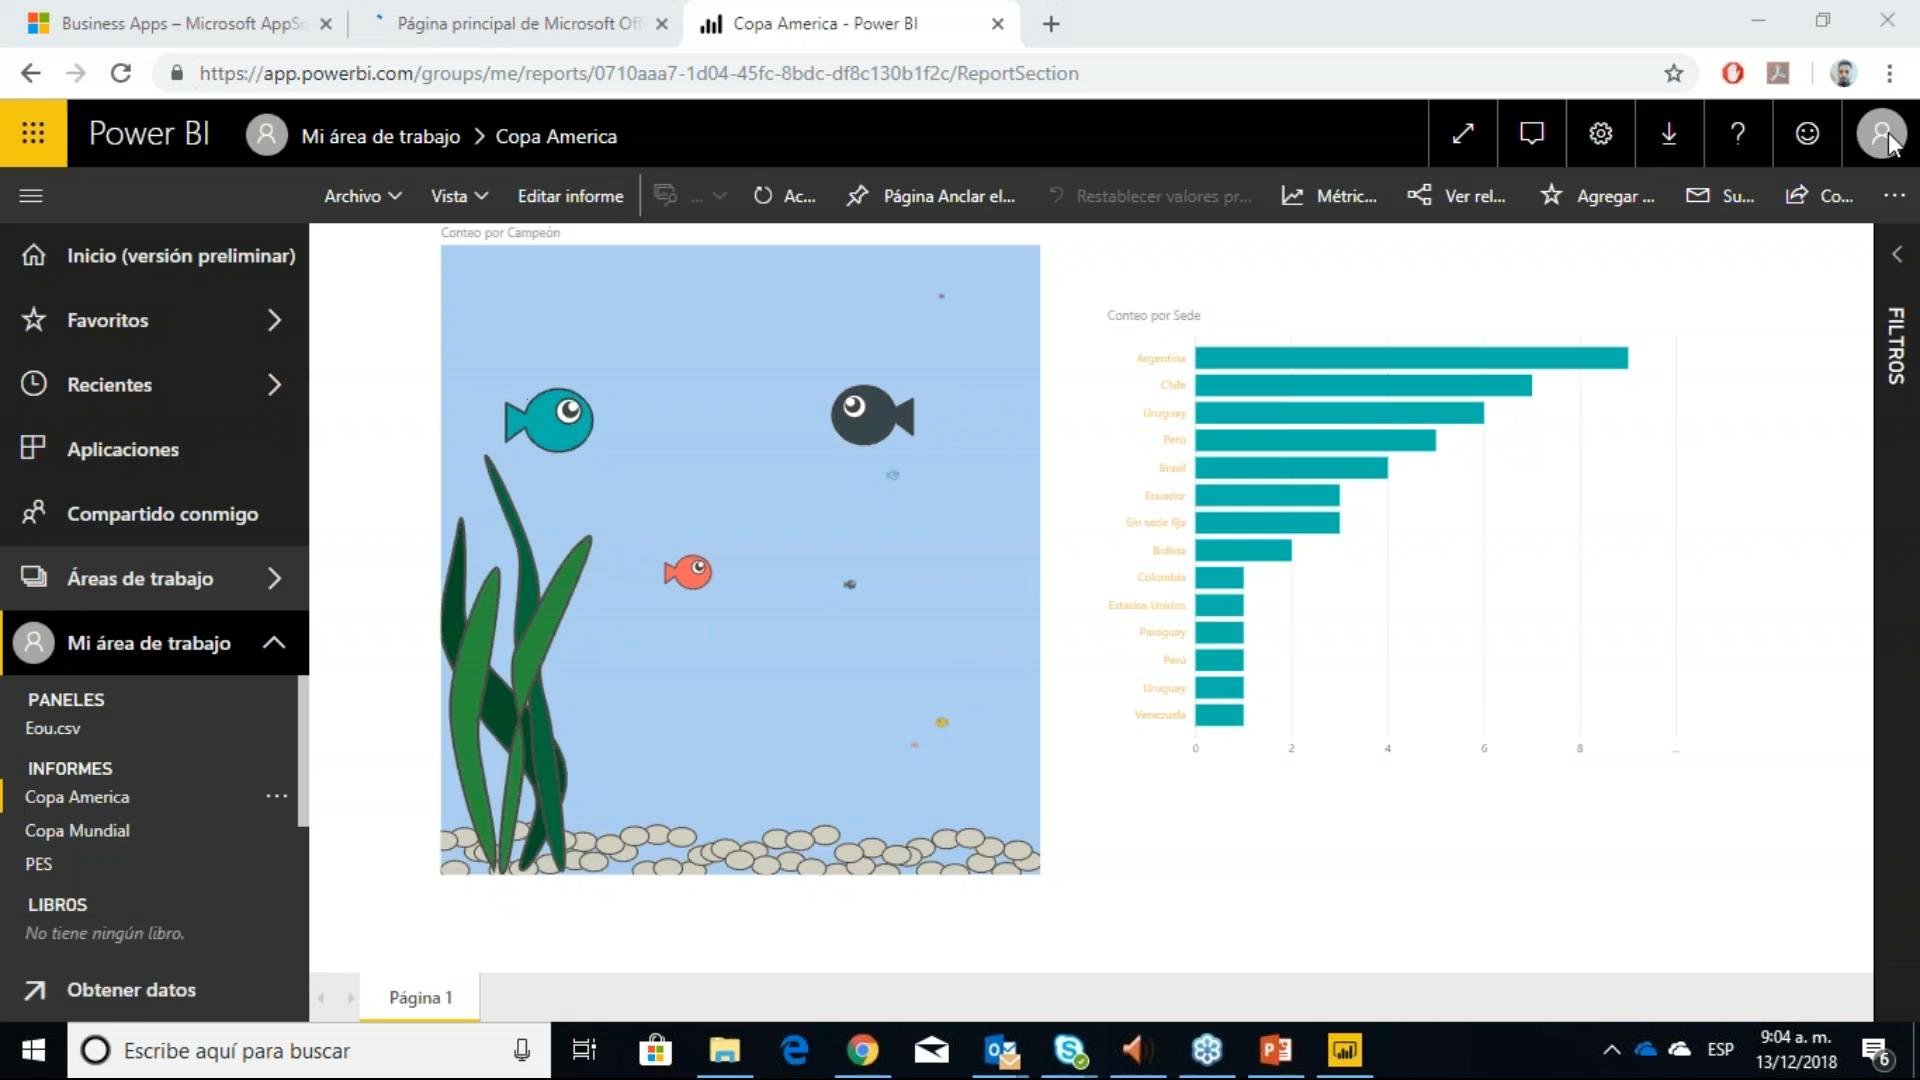 Business Apps – Microsoft AppSo
Página principal de Microsoft Offi
Copa America - Power BI
https://app.powerbi.com/groups/me/reports/0710aaa7-1d04-45fc-8bdc-df8c130b1f2c/ReportSection
Power BI
Mi área de trabajo > Copa America
Archivo
Vista
Editar informe
...
Ac...
Página Anclar el...
Restablecer valores pr...
Métric...
Ver rel...
Agregar ...
Su...
Co...
Inicio (versión preliminar)
Favoritos
Recientes
Aplicaciones
Compartido conmigo
Áreas de trabajo
Mi área de trabajo
PANELES
Eou.csv
INFORMES
Copa America
Copa Mundial
PES
LIBROS
No tiene ningún libro.
Obtener datos
Conteo por Campeón
Conteo por Sede
Argentina
Chile
Uruguay
Perú
Brasil
Ecuador
Sin sede fija
Bolivia
Colombia
Estados Unidos
Paraguay
Perú
Uruguay
Venezuela
0 2 4 6 8 ...
FILTROS
Página 1
Escribe aquí para buscar
ESP
9:04 a. m.
13/12/2018
6